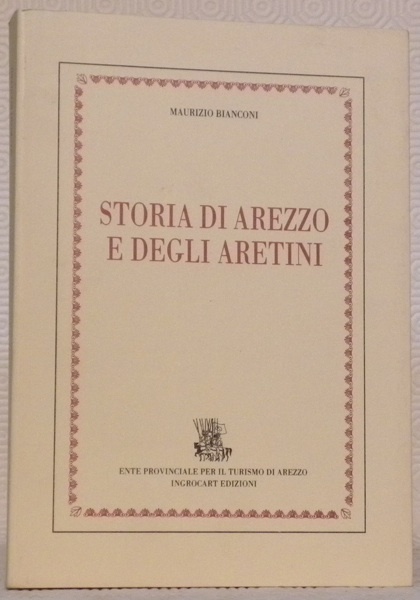 MAURIZIO BIANCONI
STORIA DI AREZZO
E DEGLI ARETINI
ENTE PROVINCIALE PER IL TURISMO DI AREZZO
INGROCART EDIZIONI